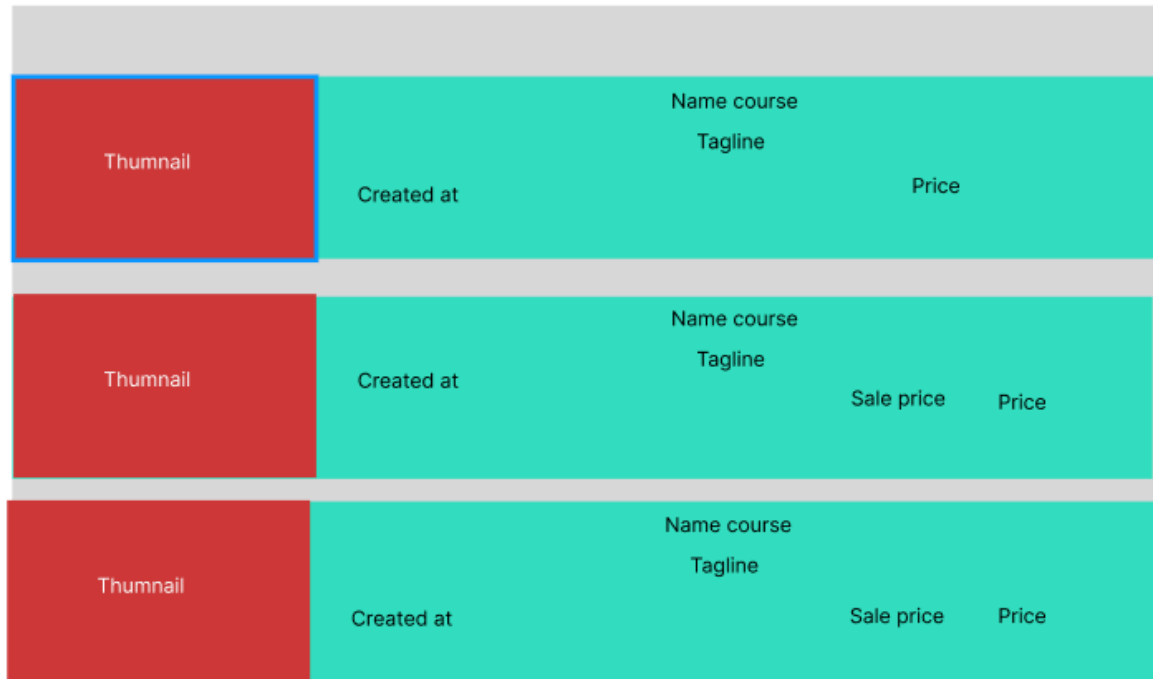 Name course
Tagline
Thumnail
Created at
Price
Name course
Tagline
Thumnail
Created at
Sale price
Price
Name course
Tagline
Thumnail
Created at
Sale price
Price